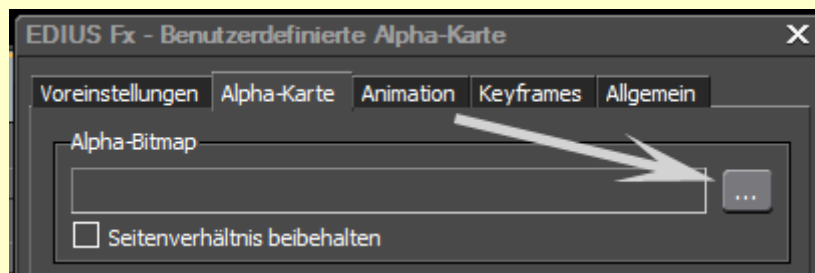 EDIUS Fx - Benutzerdefinierte Alpha-Karte
Voreinstellungen Alpha-Karte Animation Keyframes Allgemein
Alpha-Bitmap
...
Seitenverhältnis beibehalten